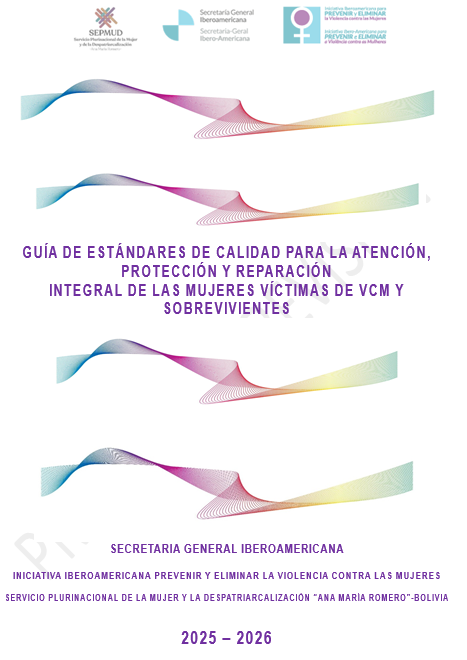 SEPMUD
Servicio Plurinacional de la Mujer
y de la Despatriarcalización
Secretaría General
Iberoamericana
Secretaria-Geral
Ibero-Americana
Iniciativa Iberoamericana para
PREVENIR y ELIMINAR
la Violencia contra las Mujeres
Iniciativa Ibero-Americana para
PREVENIR e ELIMINAR
a Violência contra as Mulheres
GUÍA DE ESTÁNDARES DE CALIDAD PARA LA ATENCIÓN,
PROTECCIÓN Y REPARACIÓN
INTEGRAL DE LAS MUJERES VÍCTIMAS DE VCM Y
SOBREVIVIENTES
SECRETARIA GENERAL IBEROAMERICANA
INICIATIVA IBEROAMERICANA PREVENIR Y ELIMINAR LA VIOLENCIA CONTRA LAS MUJERES
SERVICIO PLURINACIONAL DE LA MUJER Y LA DESPATRIARCALIZACIÓN "ANA MARÍA ROMERO"-BOLIVIA
2025 – 2026